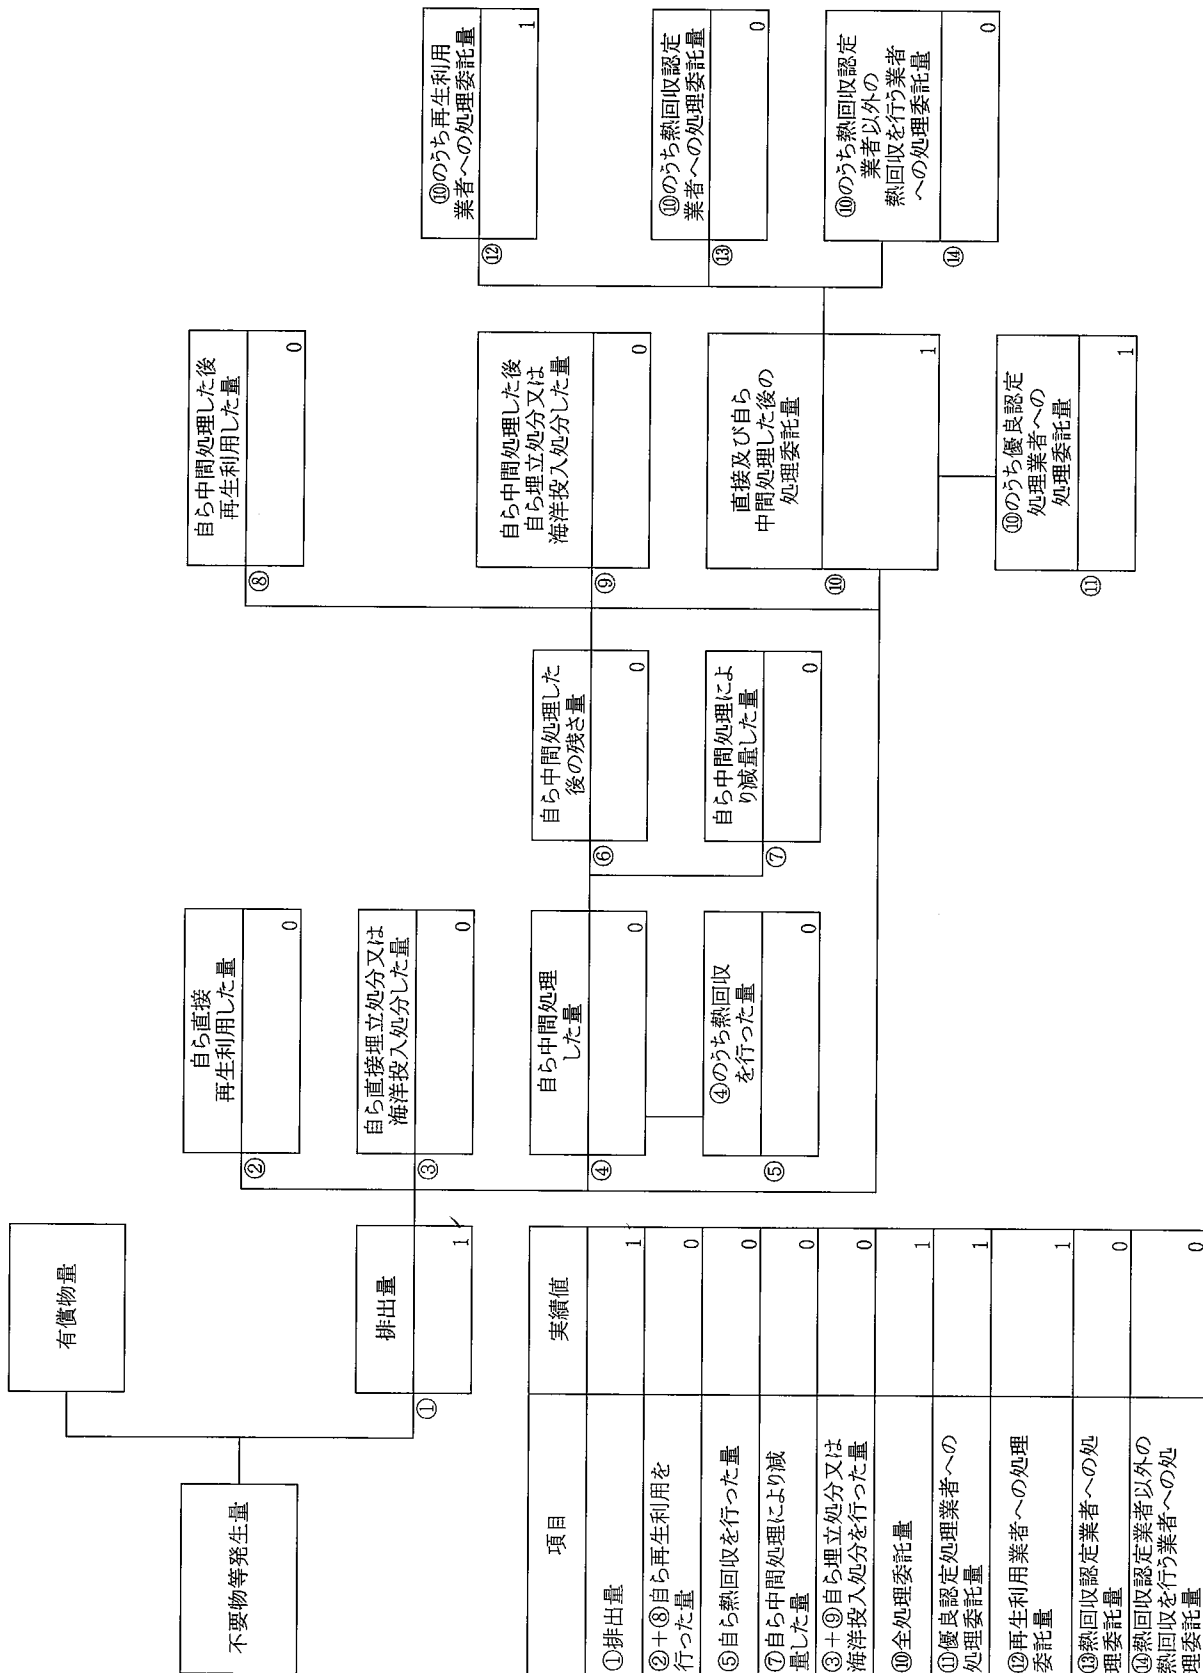 不要物等発生量
有償物量
①
排出量
1
②
自ら直接
再生利用した量
0
③
自ら直接埋立処分又は
海洋投入処分した量
0
④
自ら中間処理
した量
0
⑤
④のうち熱回収
を行った量
0
⑥
自ら中間処理した
後の残さ量
0
⑦
自ら中間処理によ
り減量した量
0
⑧
自ら中間処理した後
再生利用した量
0
⑨
自ら中間処理した後
自ら埋立処分又は
海洋投入処分した量
0
⑩
直接及び自ら
中間処理した後の
処理委託量
1
⑪
⑩のうち優良認定
処理業者への
処理委託量
1
⑫
⑩のうち再生利用
業者への処理委託量
1
⑬
⑩のうち熱回収認定
業者への処理委託量
0
⑭
⑩のうち熱回収認定
業者以外の
熱回収を行う業者
への処理委託量
0
項目 実績値
①排出量 1
②+⑧自ら再生利用を
行った量 0
⑤自ら熱回収を行った量 0
⑦自ら中間処理により減
量した量 0
③+⑨自ら埋立処分又は
海洋投入処分を行った量 0
⑩全処理委託量 1
⑪優良認定処理業者への
処理委託量 1
⑫再生利用業者への処理
委託量 1
⑬熱回収認定業者への処
理委託量 0
⑭熱回収認定業者以外の
熱回収を行う業者への処
理委託量 0